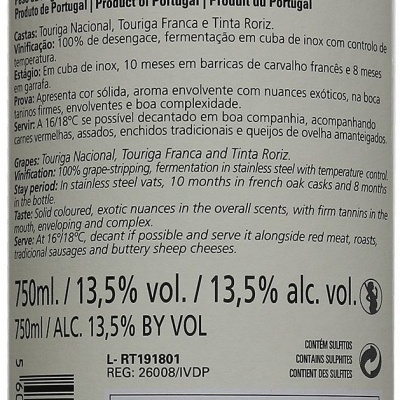 Produto de Portugal | Product of Portugal | Produit du Portugal
Castas: Touriga Nacional, Touriga Franca e Tinta Roriz.
Vinificação: 100% de desengace, fermentação em cuba de inox com controlo de
temperatura.
Estágio: Em cuba de inox, 10 meses em barricas de carvalho francês e 8 meses
em garrafa.
Prova: Apresenta cor sólida, aroma envolvente com nuances exóticas, na boca
taninos firmes, envolventes e boa complexidade.
Servir: A 16/18ºC se possível decantado em boa companhia, acompanhando
carnes vermelhas, assados, enchidos tradicionais e queijos de ovelha amanteigados.
Grapes: Touriga Nacional, Touriga Franca and Tinta Roriz.
Vinification: 100% grape-stripping, fermentation in stainless steel with temperature control.
Stay period: In stainless steel vats, 10 months in french oak casks and 8 months
in the bottle.
Taste: Solid coloured, exotic nuances in the overall scents, with firm tannins in the
mouth, enveloping and complex.
Serve: At 16º/18ºC, decant if possible and serve it alongside red meat, roasts,
traditional sausages and buttery sheep cheeses.
750ml. / 13,5% vol. / 13,5% alc. vol.
750ml / ALC. 13,5% BY VOL
L- RT191801
REG: 26008/IVDP
CONTÉM SULFITOS
CONTAINS SULPHITES
CONTIENT DES SULFITES
5 60